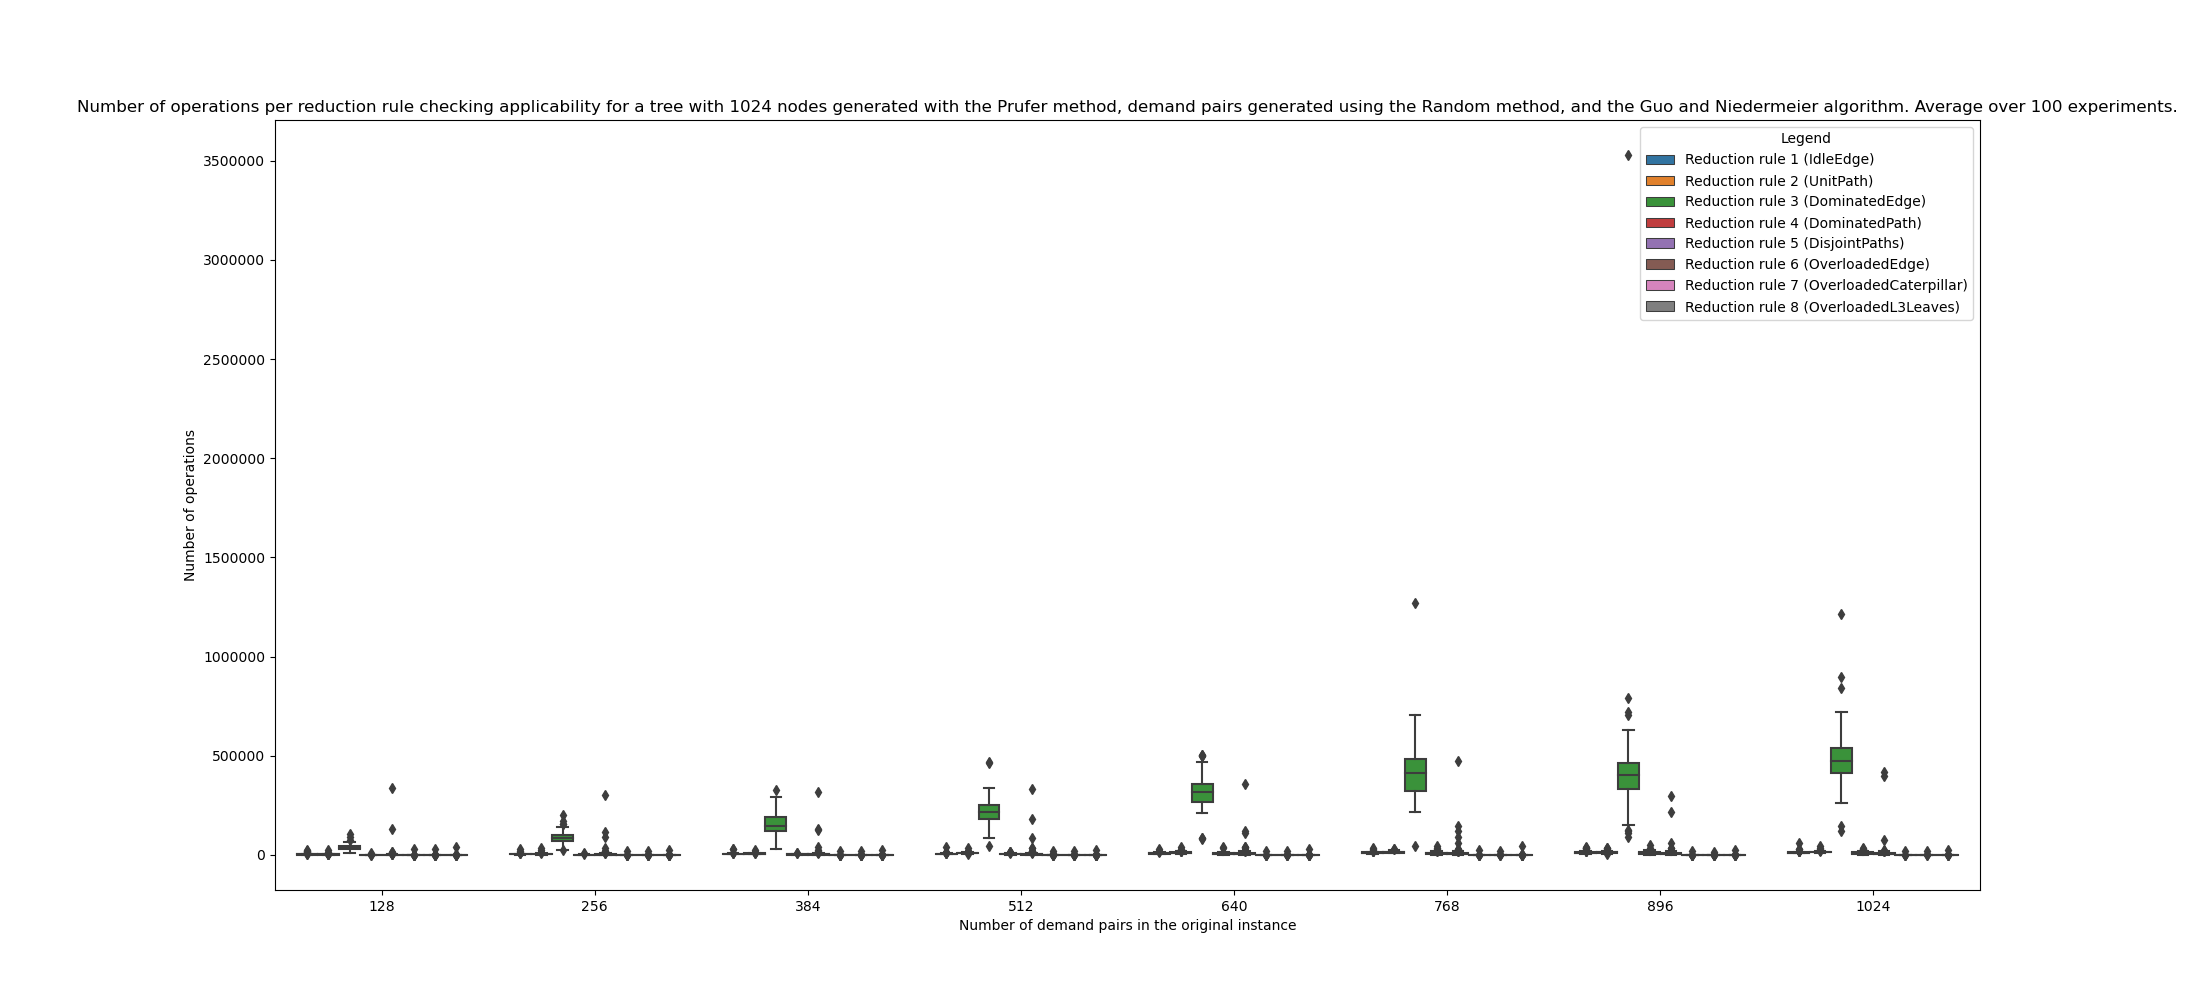 Number of operations per reduction rule checking applicability for a tree with 1024 nodes generated with the Prufer method, demand pairs generated using the Random method, and the Guo and Niedermeier algorithm. Average over 100 experiments.
Legend
Reduction rule 1 (IdleEdge)
Reduction rule 2 (UnitPath)
Reduction rule 3 (DominatedEdge)
Reduction rule 4 (DominatedPath)
Reduction rule 5 (DisjointPaths)
Reduction rule 6 (OverloadedEdge)
Reduction rule 7 (OverloadedCaterpillar)
Reduction rule 8 (OverloadedL3Leaves)
Number of operations
3500000
3000000
2500000
2000000
1500000
1000000
500000
0
128 256 384 512 640 768 896 1024
Number of demand pairs in the original instance